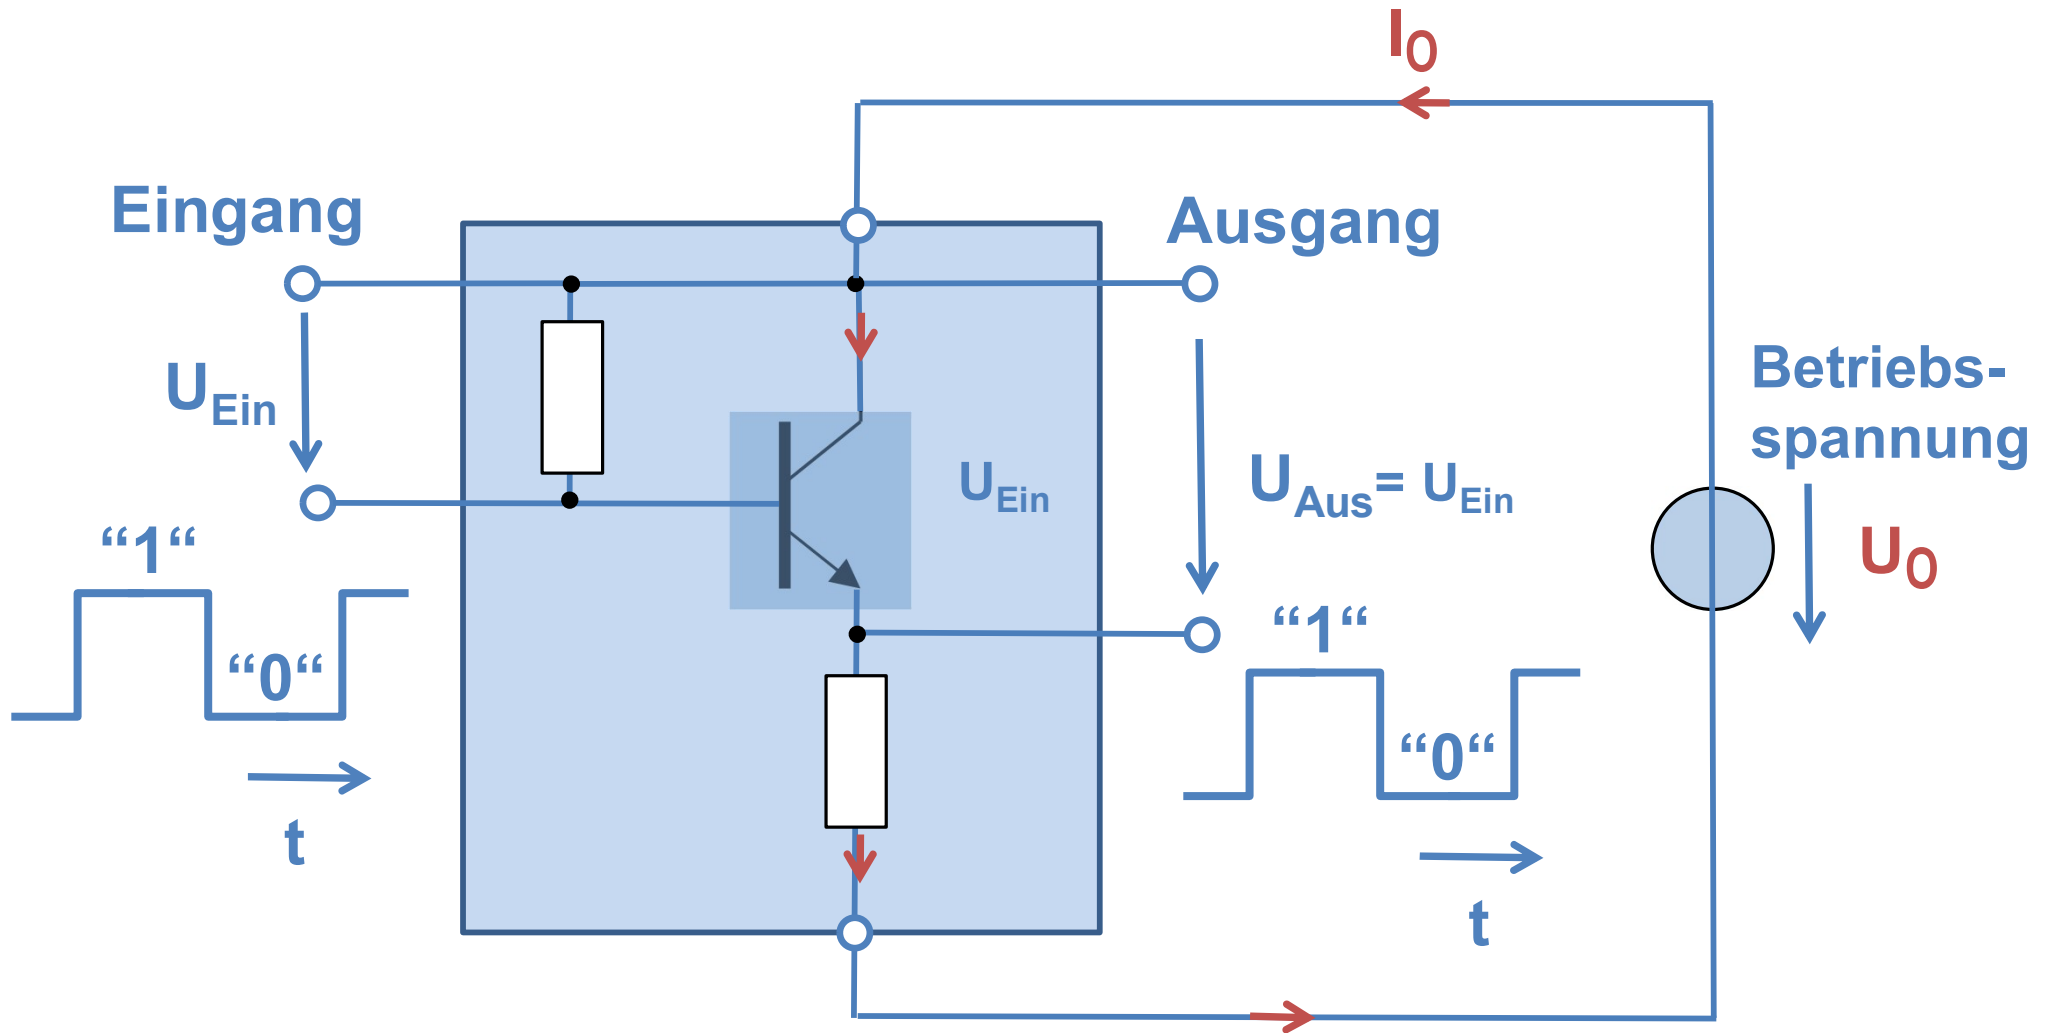 I0
Eingang
Ausgang
UEin
Betriebs-
spannung
UEin
UAus= UEin
U0
“1“
“0“
“1“
“0“
t
t